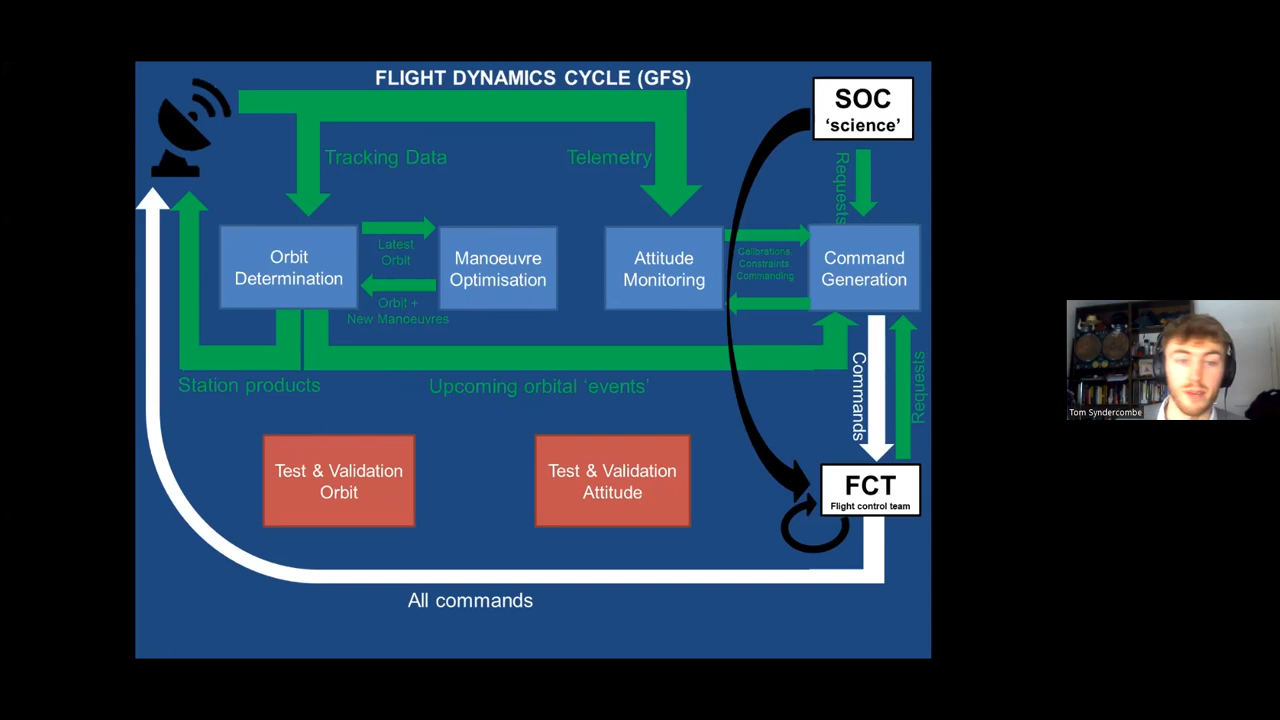 FLIGHT DYNAMICS CYCLE (GFS)
SOC
‘science’
Tracking Data
Telemetry
Requests
Orbit
Determination
Latest
Orbit
Orbit +
New Manoeuvres
Manoeuvre
Optimisation
Attitude
Monitoring
Calibrations,
Constraints
Commanding
Command
Generation
Station products
Upcoming orbital ‘events’
Commands
Requests
Test & Validation
Orbit
Test & Validation
Attitude
FCT
Flight control team
All commands
Tom Syndercombe